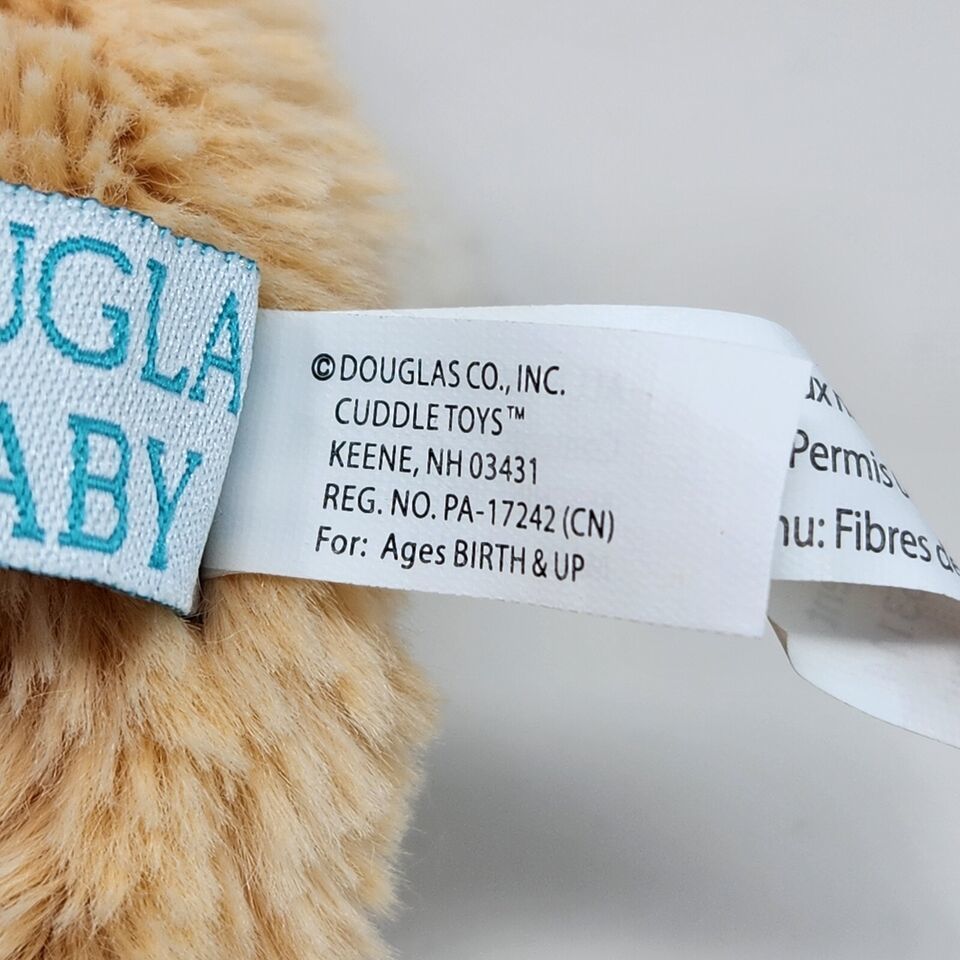 UGLA
ABY
©DOUGLAS CO., INC.
CUDDLE TOYS™
KEENE, NH 03431
REG. NO. PA-17242 (CN)
For: Ages BIRTH & UP
Permis
nu: Fibres de